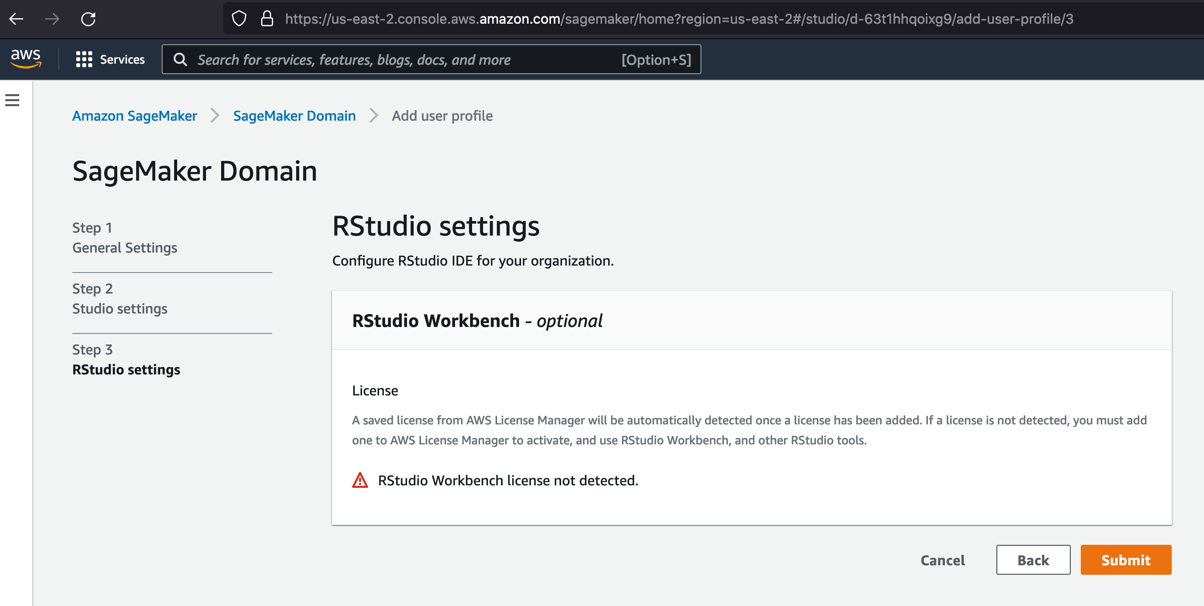 https://us-east-2.console.aws.amazon.com/sagemaker/home?region=us-east-2#/studio/d-63t1hhqoixg9/add-user-profile/3
aws
Services
Search for services, features, blogs, docs, and more
[Option+S]
Amazon SageMaker
SageMaker Domain
Add user profile
SageMaker Domain
Step 1
General Settings
Step 2
Studio settings
Step 3
RStudio settings
RStudio settings
Configure RStudio IDE for your organization.
RStudio Workbench - optional
License
A saved license from AWS License Manager will be automatically detected once a license has been added. If a license is not detected, you must add
one to AWS License Manager to activate, and use RStudio Workbench, and other RStudio tools.
RStudio Workbench license not detected.
Cancel
Back
Submit